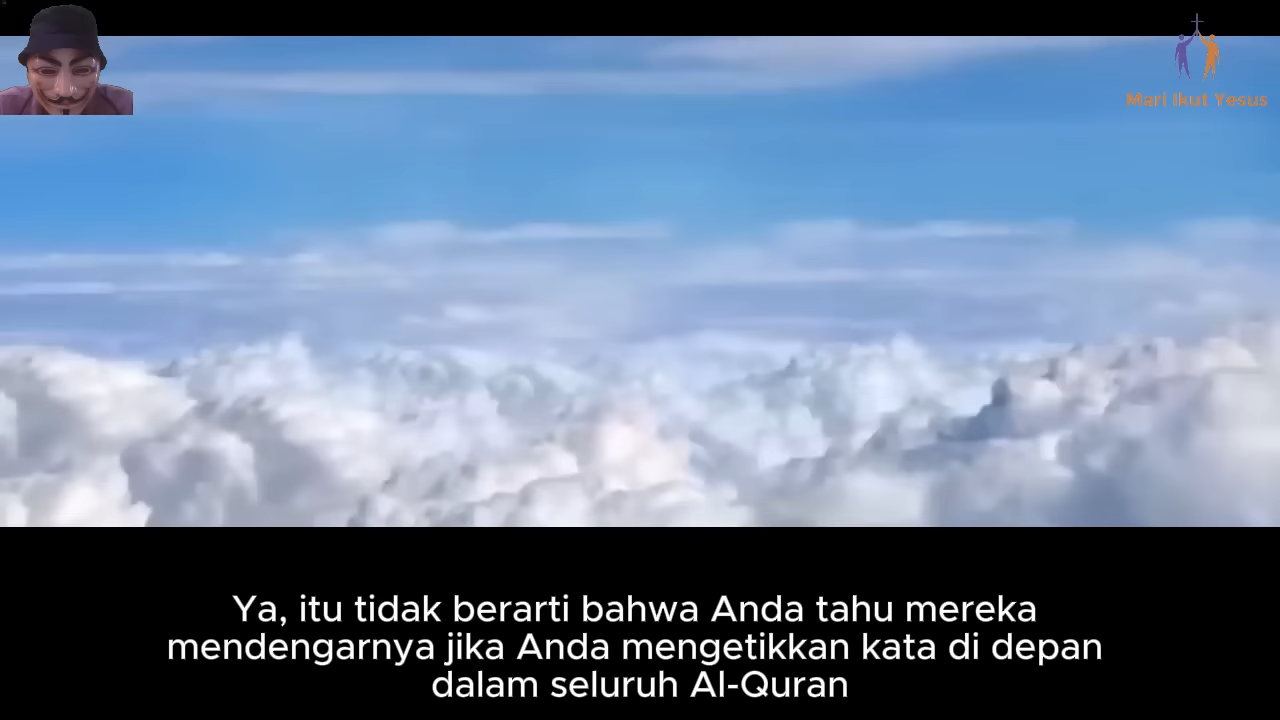 Mari Ikut Yesus
Ya, itu tidak berarti bahwa Anda tahu mereka
mendengarnya jika Anda mengetikkan kata di depan
dalam seluruh Al-Quran